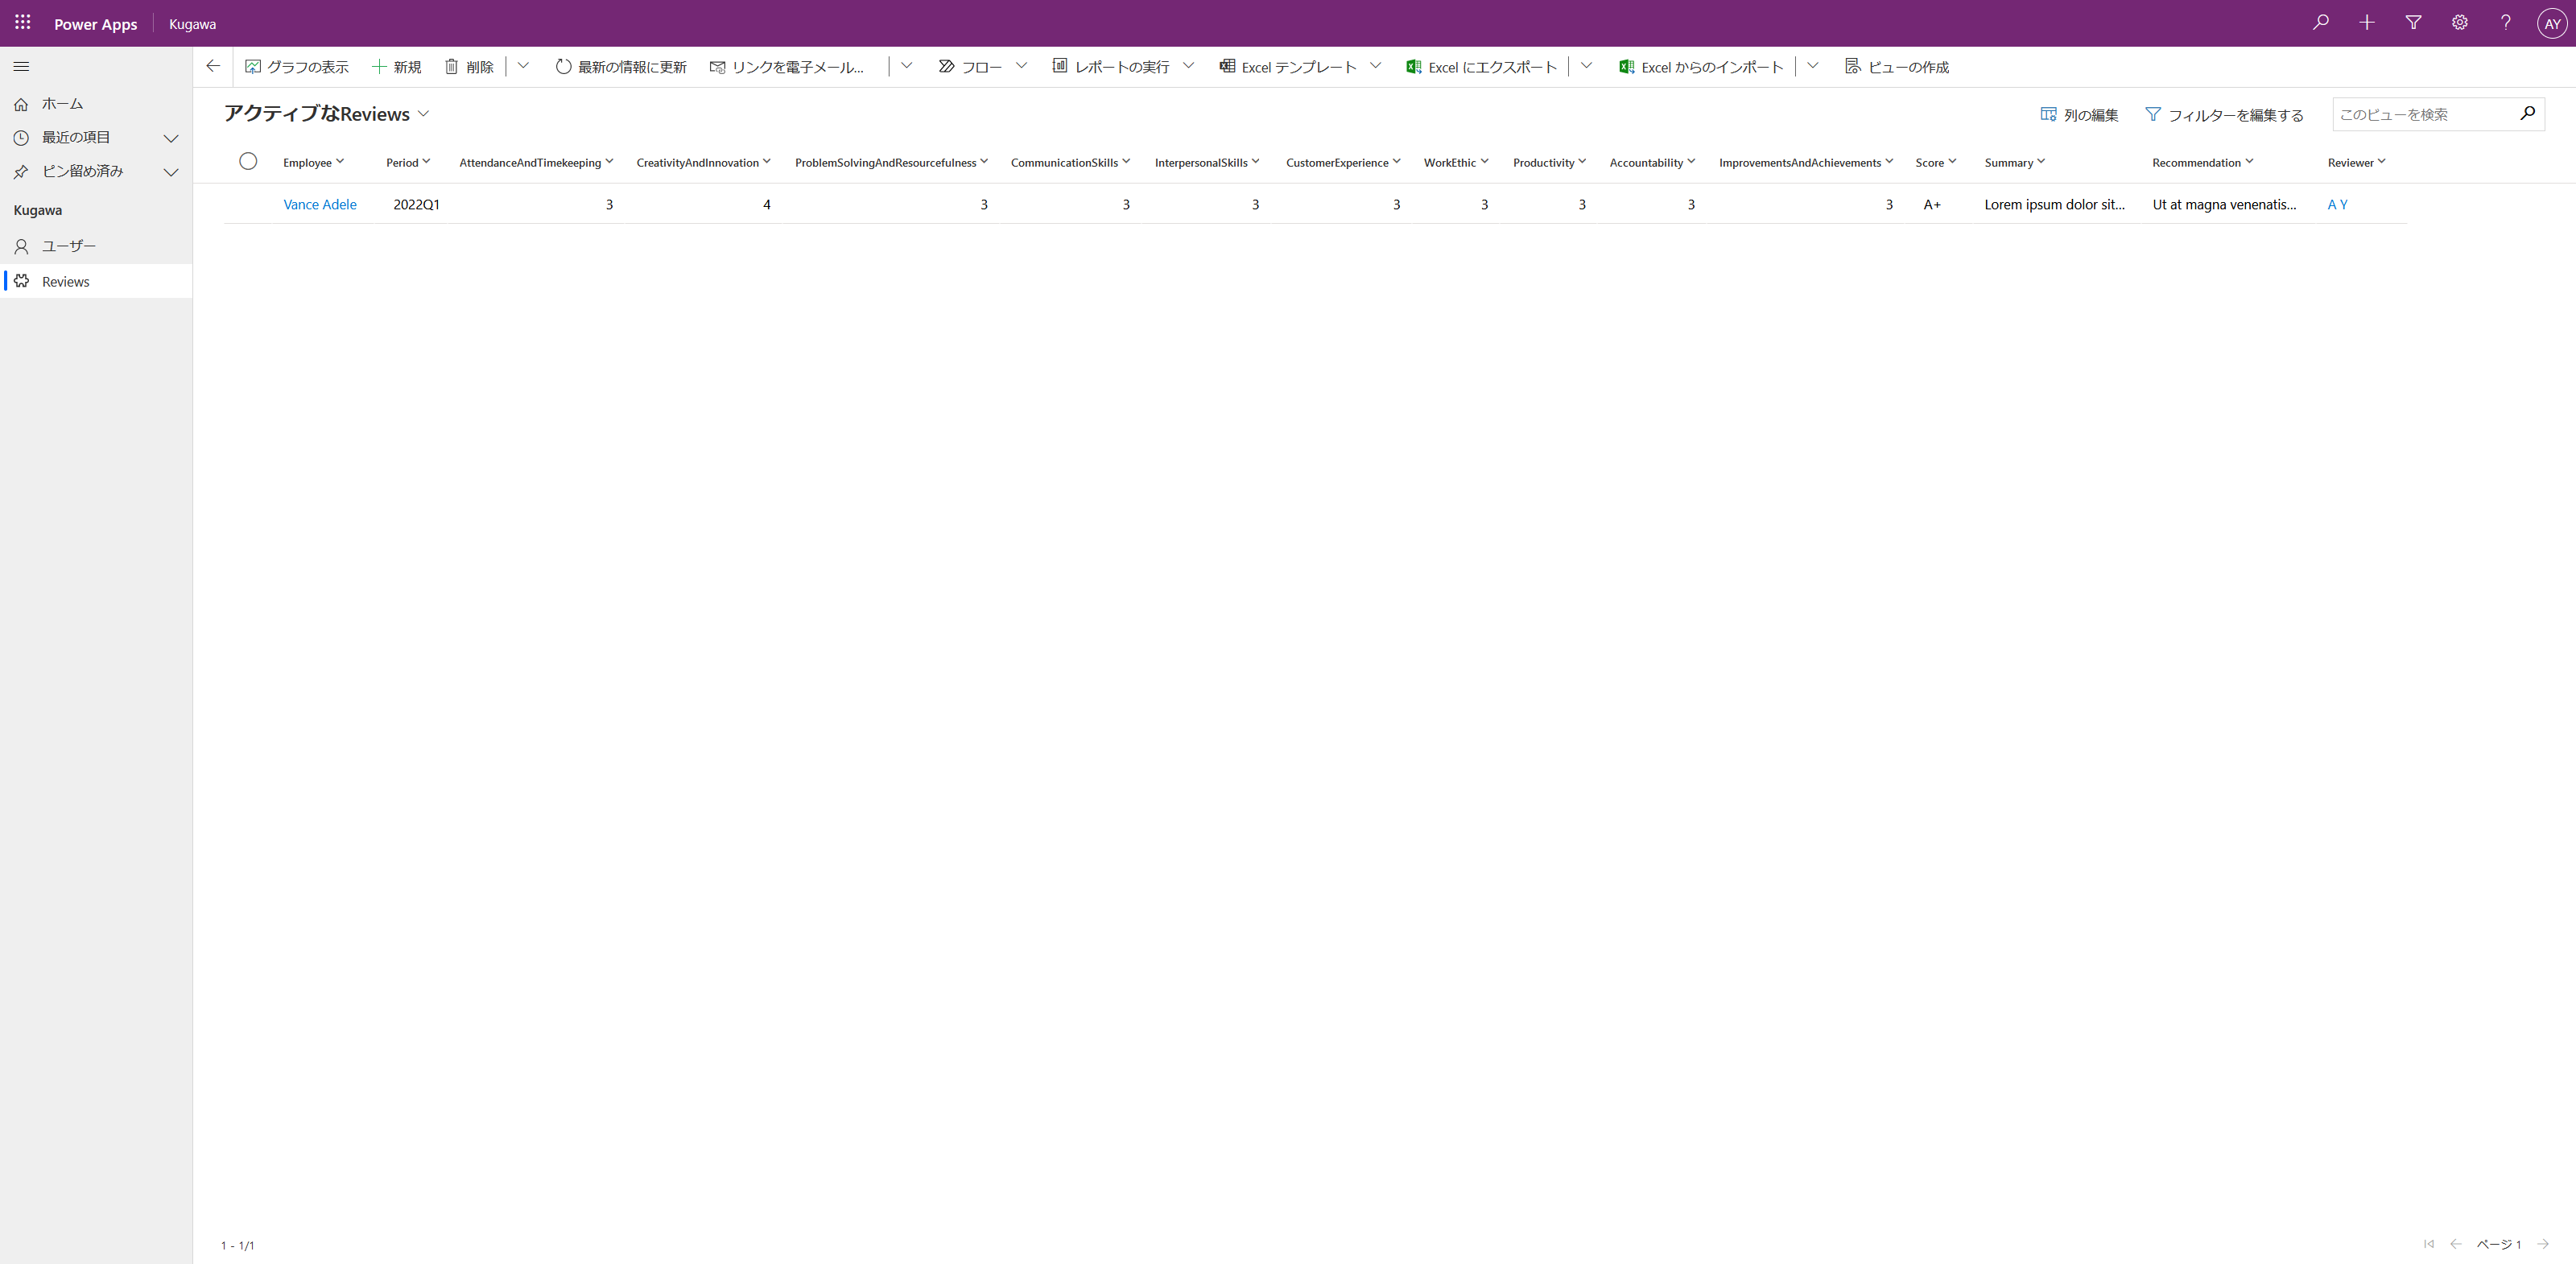 Power Apps Kugawa AY
グラフの表示 新規 削除 最新の情報に更新 リンクを電子メール... フロー レポートの実行 Excel テンプレート Excel にエクスポート Excel からのインポート ビューの作成
ホーム
最近の項目
ピン留め済み
Kugawa
ユーザー
Reviews
アクティブなReviews 列の編集 フィルターを編集する このビューを検索
Employee Period AttendanceAndTimekeeping CreativityAndInnovation ProblemSolvingAndResourcefulness CommunicationSkills InterpersonalSkills CustomerExperience WorkEthic Productivity Accountability ImprovementsAndAchievements Score Summary Recommendation Reviewer
Vance Adele 2022Q1 3 4 3 3 3 3 3 3 3 3 A+ Lorem ipsum dolor sit... Ut at magna venenatis... A Y
1 - 1/1 ページ 1